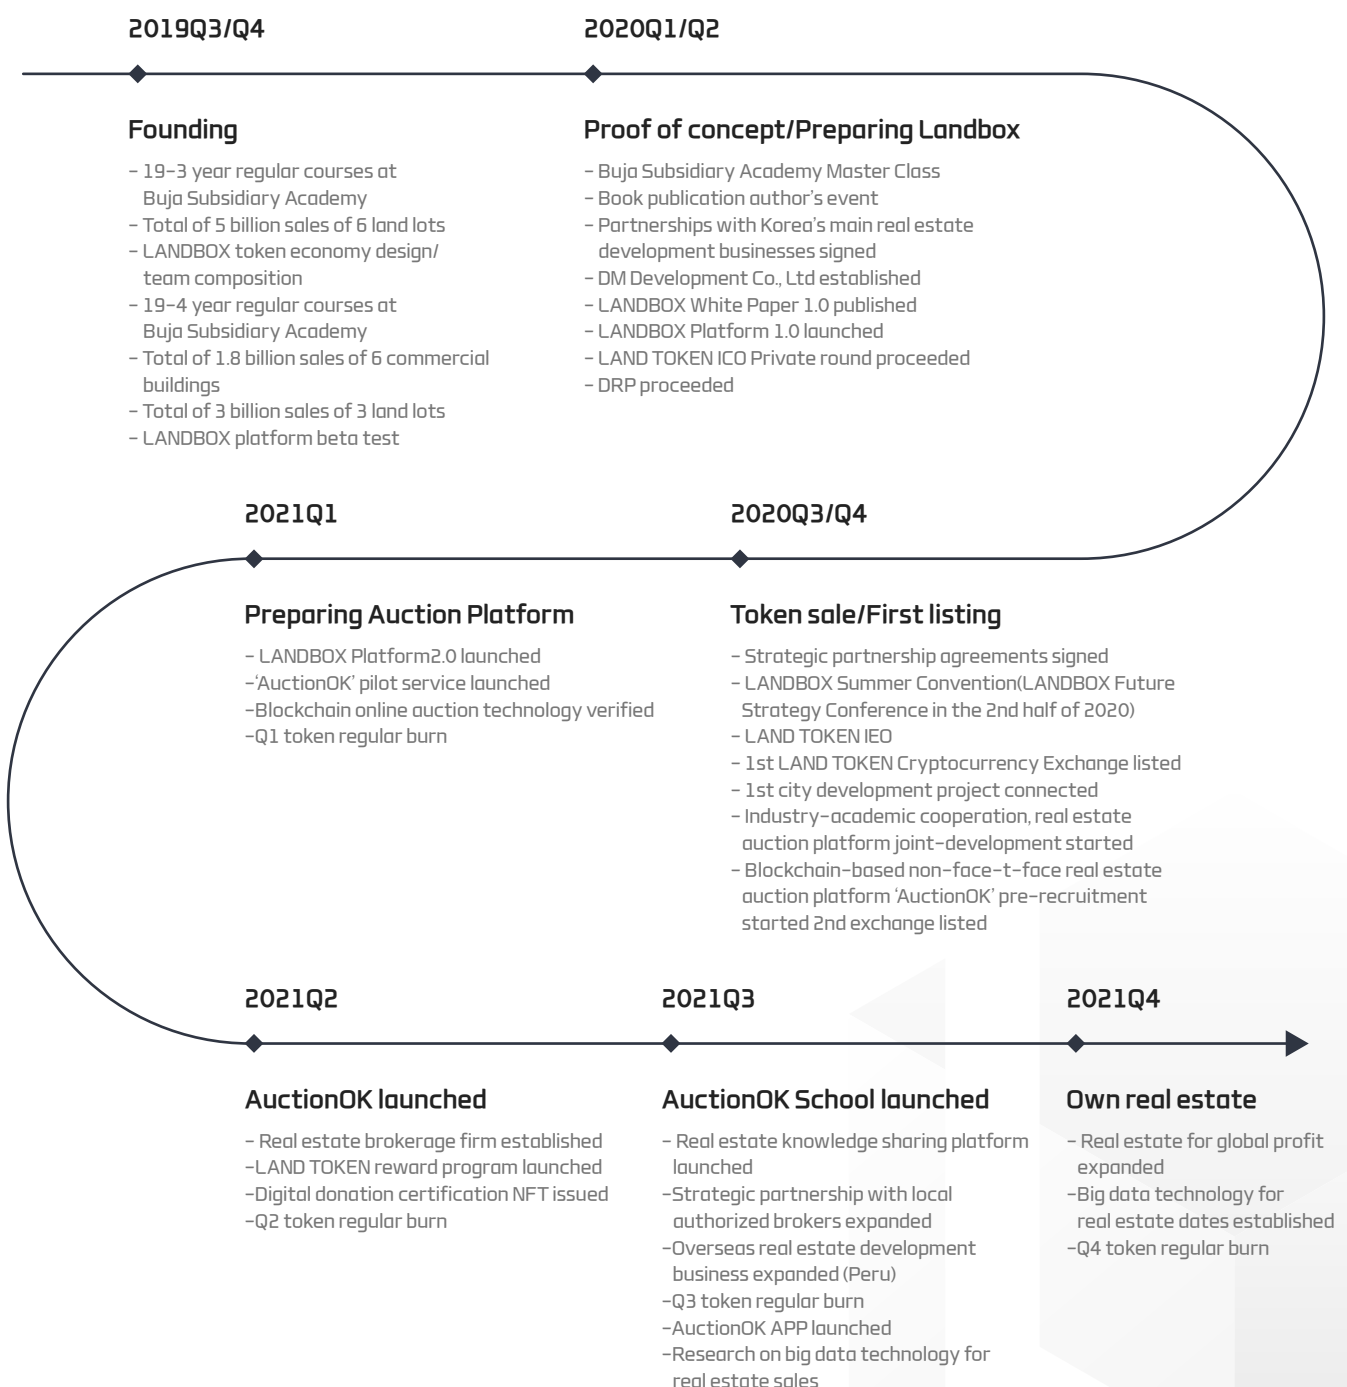 2019Q3/Q4
Founding
- 19-3 year regular courses at
Buja Subsidiary Academy
- Total of 5 billion sales of 6 land lots
- LANDBOX token economy design/
team composition
- 19-4 year regular courses at
Buja Subsidiary Academy
- Total of 1.8 billion sales of 6 commercial
buildings
- Total of 3 billion sales of 3 land lots
- LANDBOX platform beta test
2020Q1/Q2
Proof of concept/Preparing Landbox
- Buja Subsidiary Academy Master Class
- Book publication author's event
- Partnerships with Korea's main real estate
development businesses signed
- DM Development Co., Ltd established
- LANDBOX White Paper 1.0 published
- LANDBOX Platform 1.0 launched
- LAND TOKEN ICO Private round proceeded
- DRP proceeded
2021Q1
Preparing Auction Platform
- LANDBOX Platform2.0 launched
-'AuctionOK' pilot service launched
-Blockchain online auction technology verified
-Q1 token regular burn
2020Q3/Q4
Token sale/First listing
- Strategic partnership agreements signed
- LANDBOX Summer Convention(LANDBOX Future
Strategy Conference in the 2nd half of 2020)
- LAND TOKEN IEO
- 1st LAND TOKEN Cryptocurrency Exchange listed
- 1st city development project connected
- Industry-academic cooperation, real estate
auction platform joint-development started
- Blockchain-based non-face-t-face real estate
auction platform 'AuctionOK' pre-recruitment
started 2nd exchange listed
2021Q2
AuctionOK launched
- Real estate brokerage firm established
-LAND TOKEN reward program launched
-Digital donation certification NFT issued
-Q2 token regular burn
2021Q3
AuctionOK School launched
- Real estate knowledge sharing platform
launched
-Strategic partnership with local
authorized brokers expanded
-Overseas real estate development
business expanded (Peru)
-Q3 token regular burn
-AuctionOK APP launched
-Research on big data technology for
real estate sales
2021Q4
Own real estate
- Real estate for global profit
expanded
-Big data technology for
real estate dates established
-Q4 token regular burn